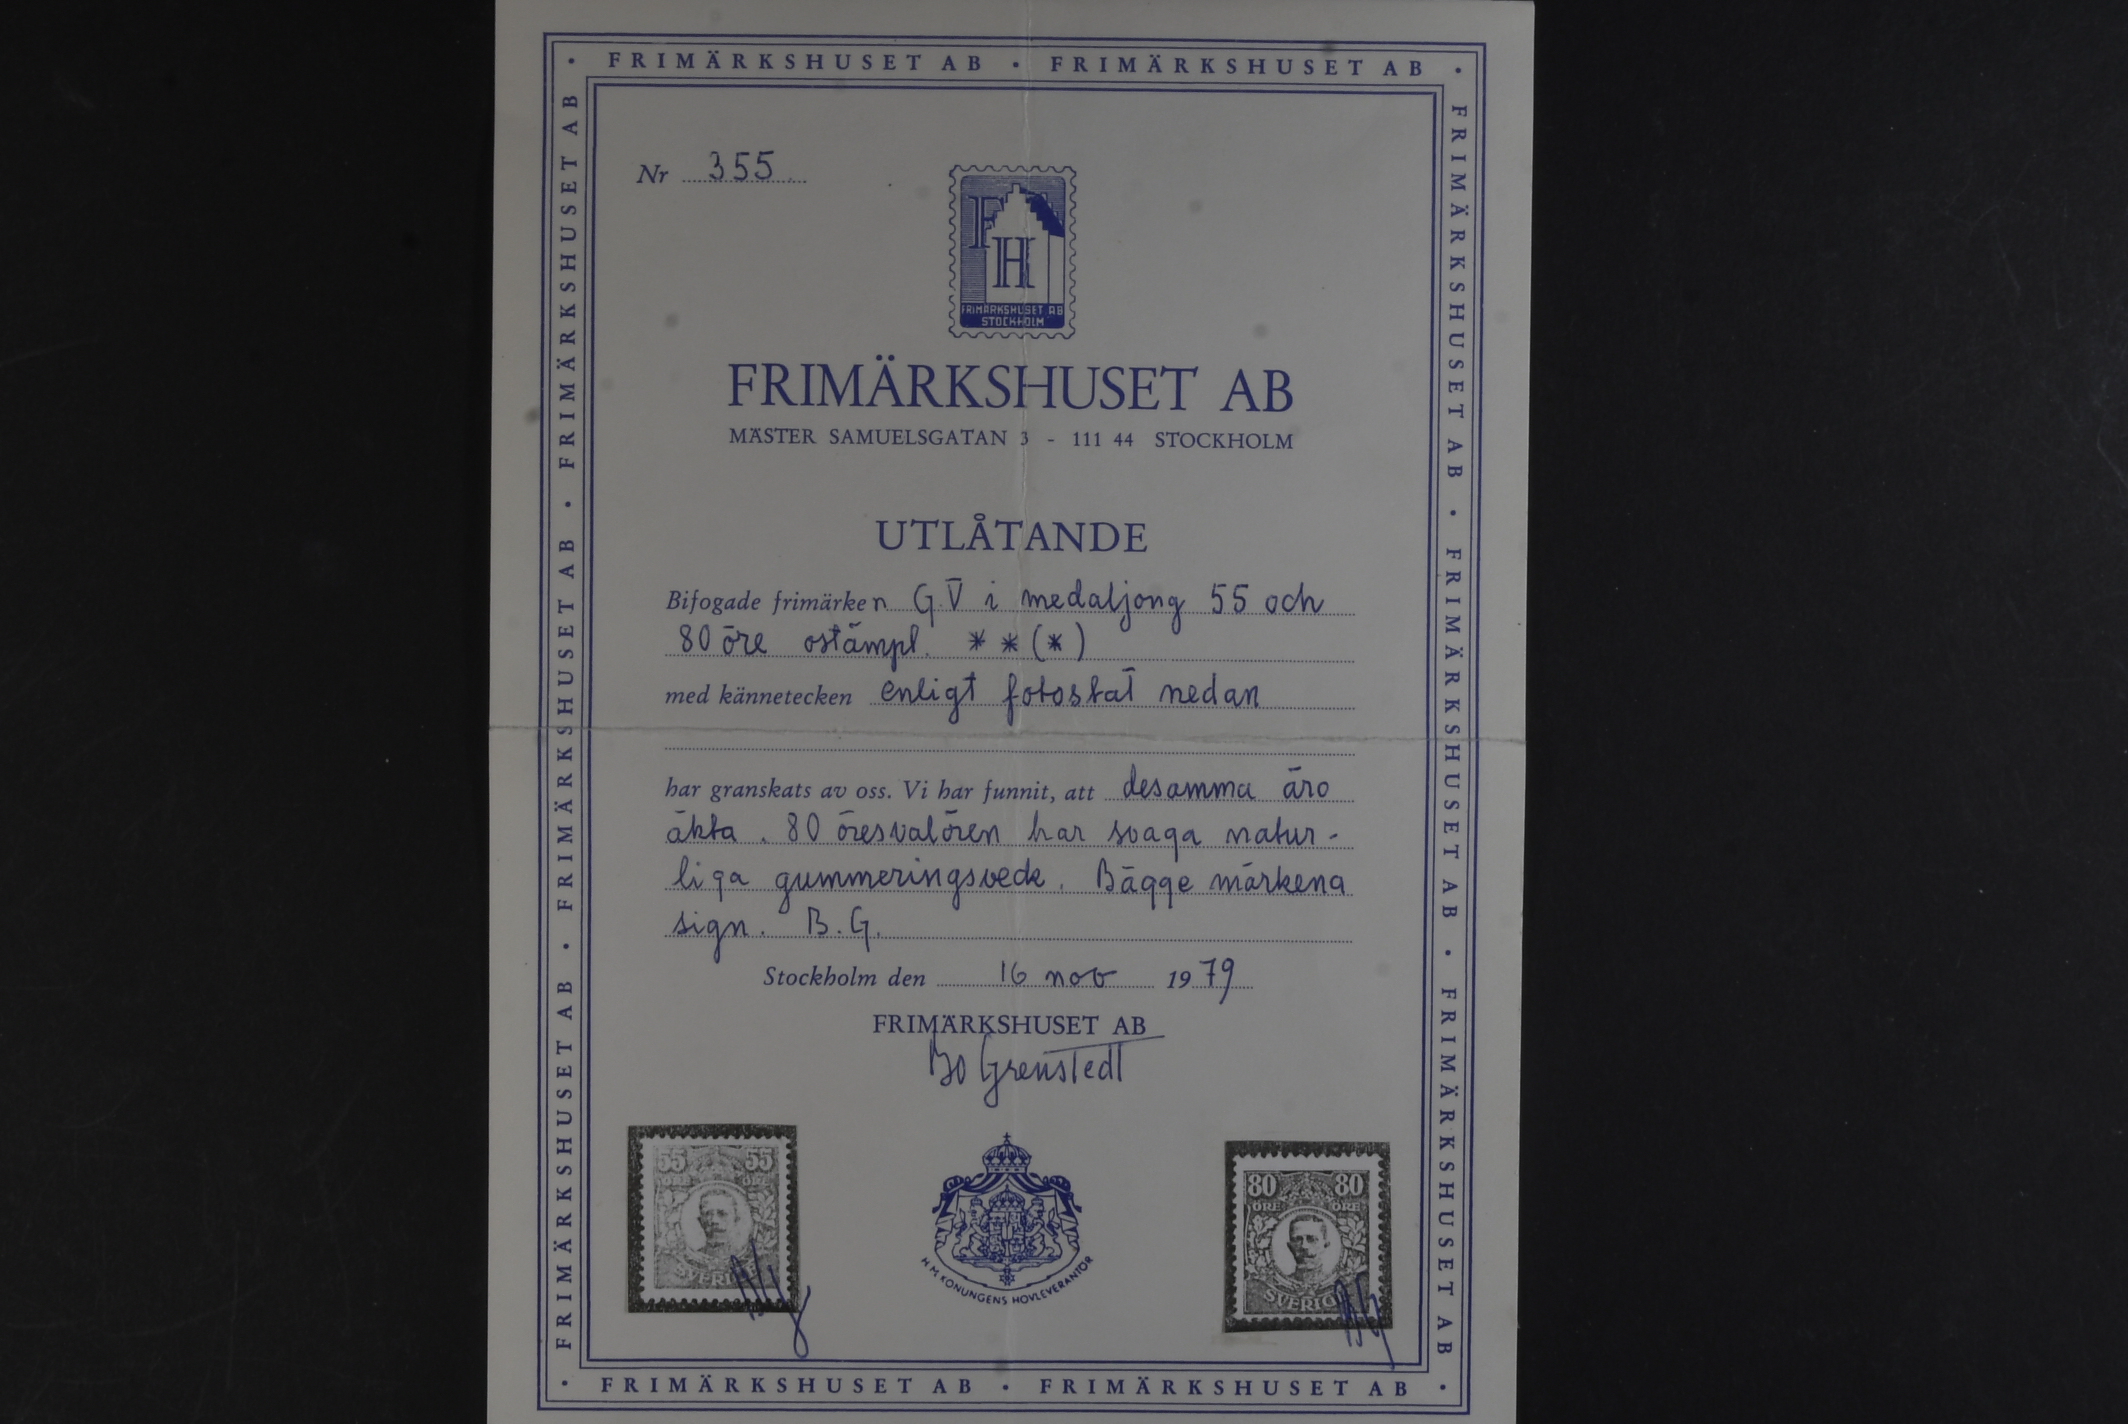 • FRIMÄRKSHUSET AB • FRIMÄRKSHUSET AB •
FRIMÄRKSHUSET AB • FRIMÄRKSHUSET AB • FRIMÄRKSHUSET AB
FRIMÄRKSHUSET AB • FRIMÄRKSHUSET AB • FRIMÄRKSHUSET AB
Nr 355.
FH
FRIMÄRKSHUSET AB
STOCKHOLM
FRIMÄRKSHUSET AB
MÄSTER SAMUELSGATAN 3 - 111 44 STOCKHOLM
UTLÅTANDE
Bifogade frimärken G.V i medaljong 55 och
80 öre ostämpl. * * (*)
med kännetecken enligt fotostat nedan
har granskats av oss. Vi har funnit, att desamma äro
äkta. 80 öresvalören har svaga natur-
liga gummeringsveck. Bägge märkena
sign. B.G.
Stockholm den 16 nov 1979
FRIMÄRKSHUSET AB
Bo Grenstedt
55 55
ÖRE ÖRE
SVERIGE
H M KONUNGENS HOVLEVERANTÖR
80 80
ÖRE ÖRE
SVERIGE
• FRIMÄRKSHUSET AB • FRIMÄRKSHUSET AB •